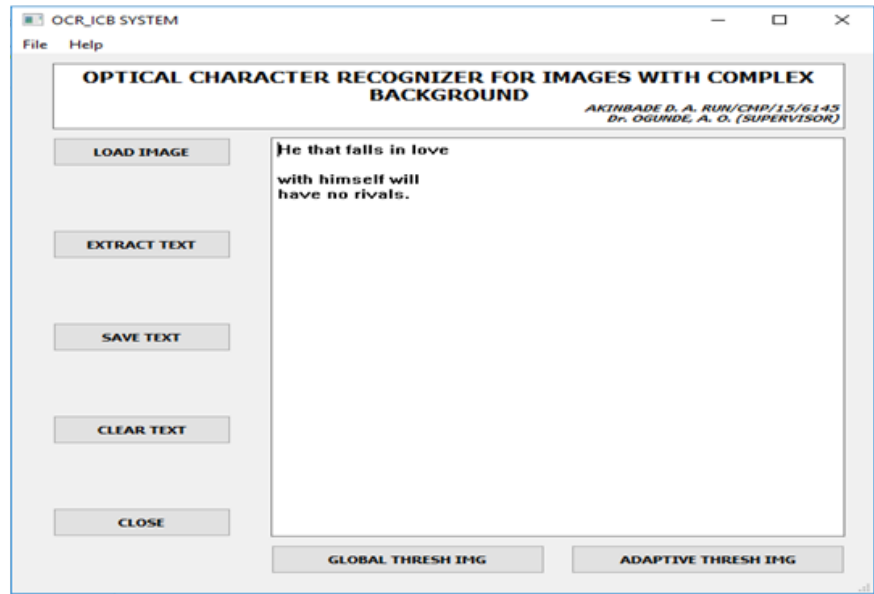 OCR_ICB SYSTEM
File Help
OPTICAL CHARACTER RECOGNIZER FOR IMAGES WITH COMPLEX
BACKGROUND
AKINBADE D. A. RUN/CMP/15/6145
Dr. OGUNDE, A. O. (SUPERVISOR)
LOAD IMAGE
He that falls in love
with himself will
have no rivals.
EXTRACT TEXT
SAVE TEXT
CLEAR TEXT
CLOSE
GLOBAL THRESH IMG
ADAPTIVE THRESH IMG